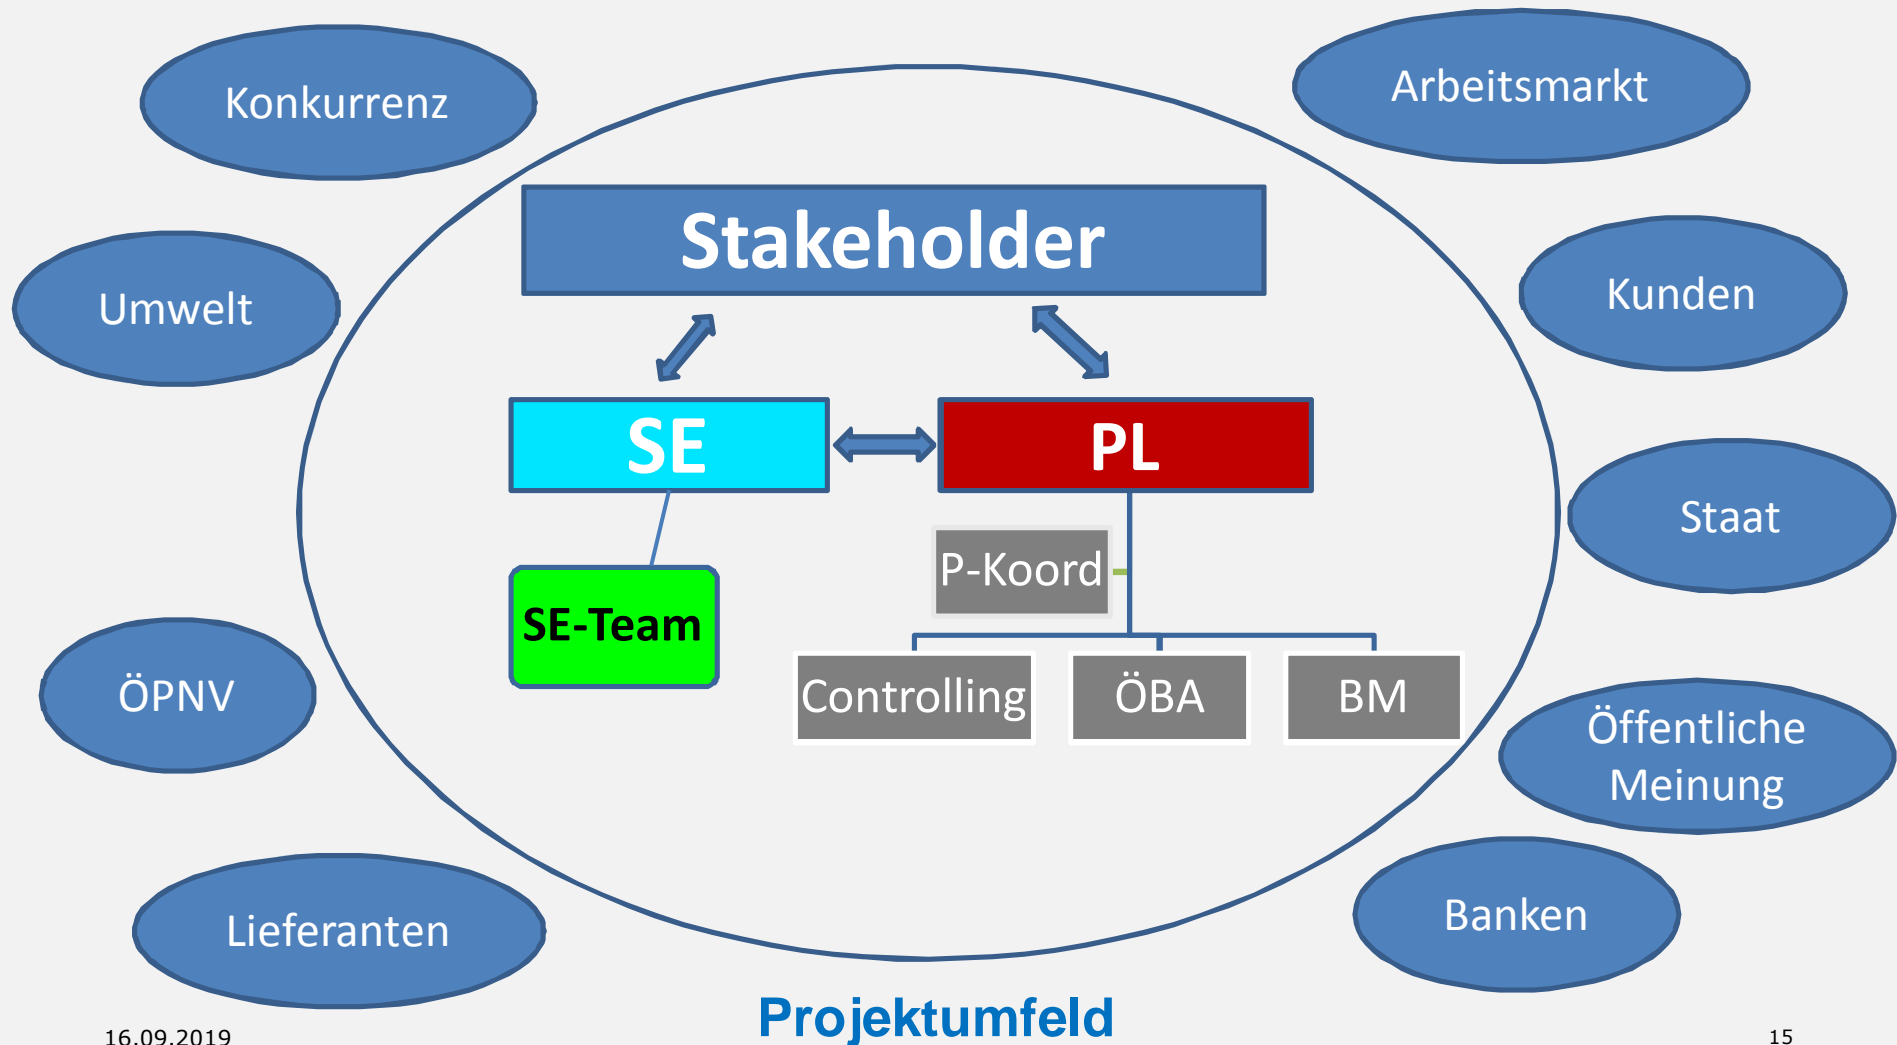 Konkurrenz
Arbeitsmarkt
Stakeholder
Umwelt
Kunden
SE
PL
Staat
P-Koord
SE-Team
ÖPNV
Controlling
ÖBA
BM
Öffentliche
Meinung
Lieferanten
Banken
Projektumfeld
16.09.2019
15